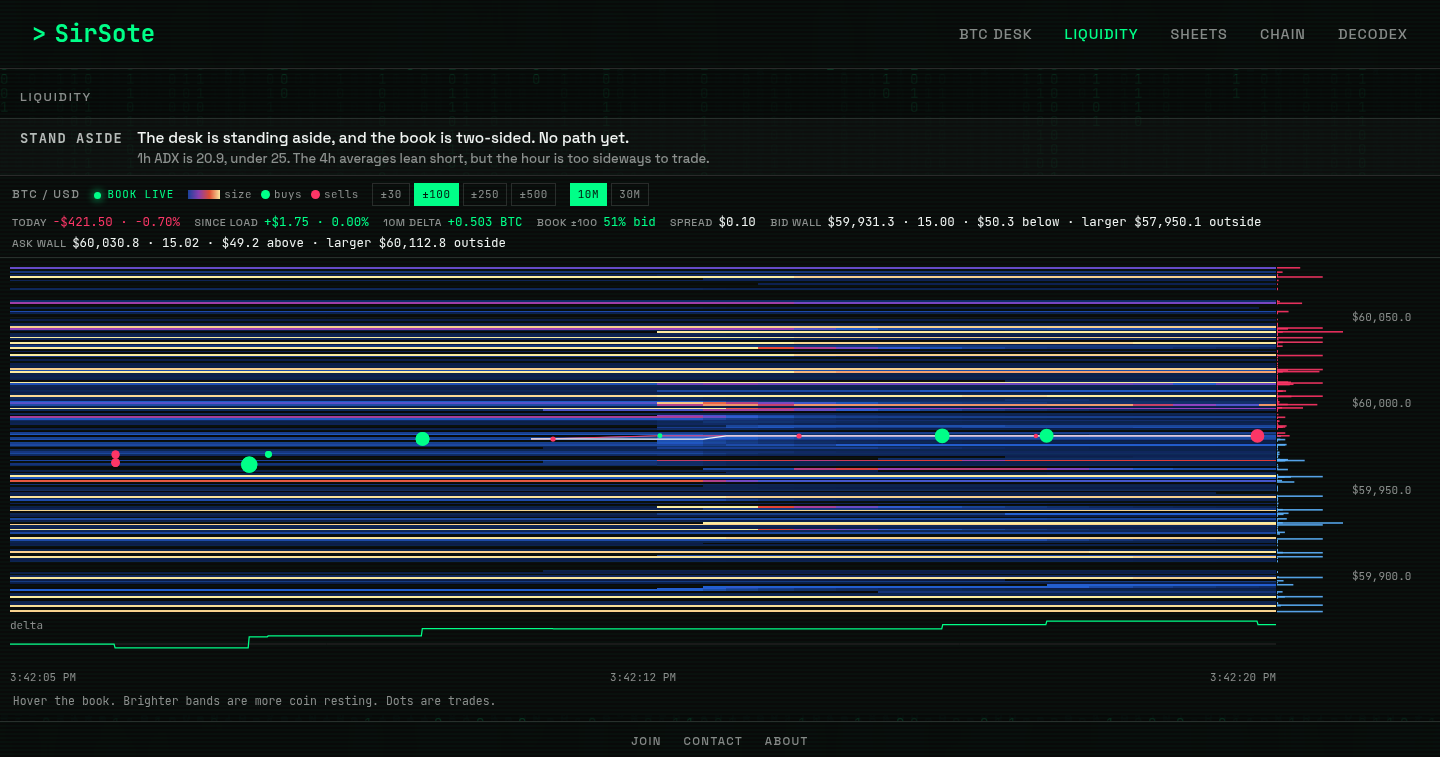 > SirSote
BTC DESK LIQUIDITY SHEETS CHAIN DECODEX
LIQUIDITY
STAND ASIDE The desk is standing aside, and the book is two-sided. No path yet.
1h ADX is 20.9, under 25. The 4h averages lean short, but the hour is too sideways to trade.
BTC / USD BOOK LIVE size buys sells ±30 ±100 ±250 ±500 10M 30M
TODAY -$421.50 · -0.70% SINCE LOAD +$1.75 · 0.00% 10M DELTA +0.503 BTC BOOK ±100 51% bid SPREAD $0.10 BID WALL $59,931.3 · 15.00 · $50.3 below · larger $57,950.1 outside
ASK WALL $60,030.8 · 15.02 · $49.2 above · larger $60,112.8 outside
$60,050.0
$60,000.0
$59,950.0
$59,900.0
delta
3:42:05 PM 3:42:12 PM 3:42:20 PM
Hover the book. Brighter bands are more coin resting. Dots are trades.
JOIN CONTACT ABOUT